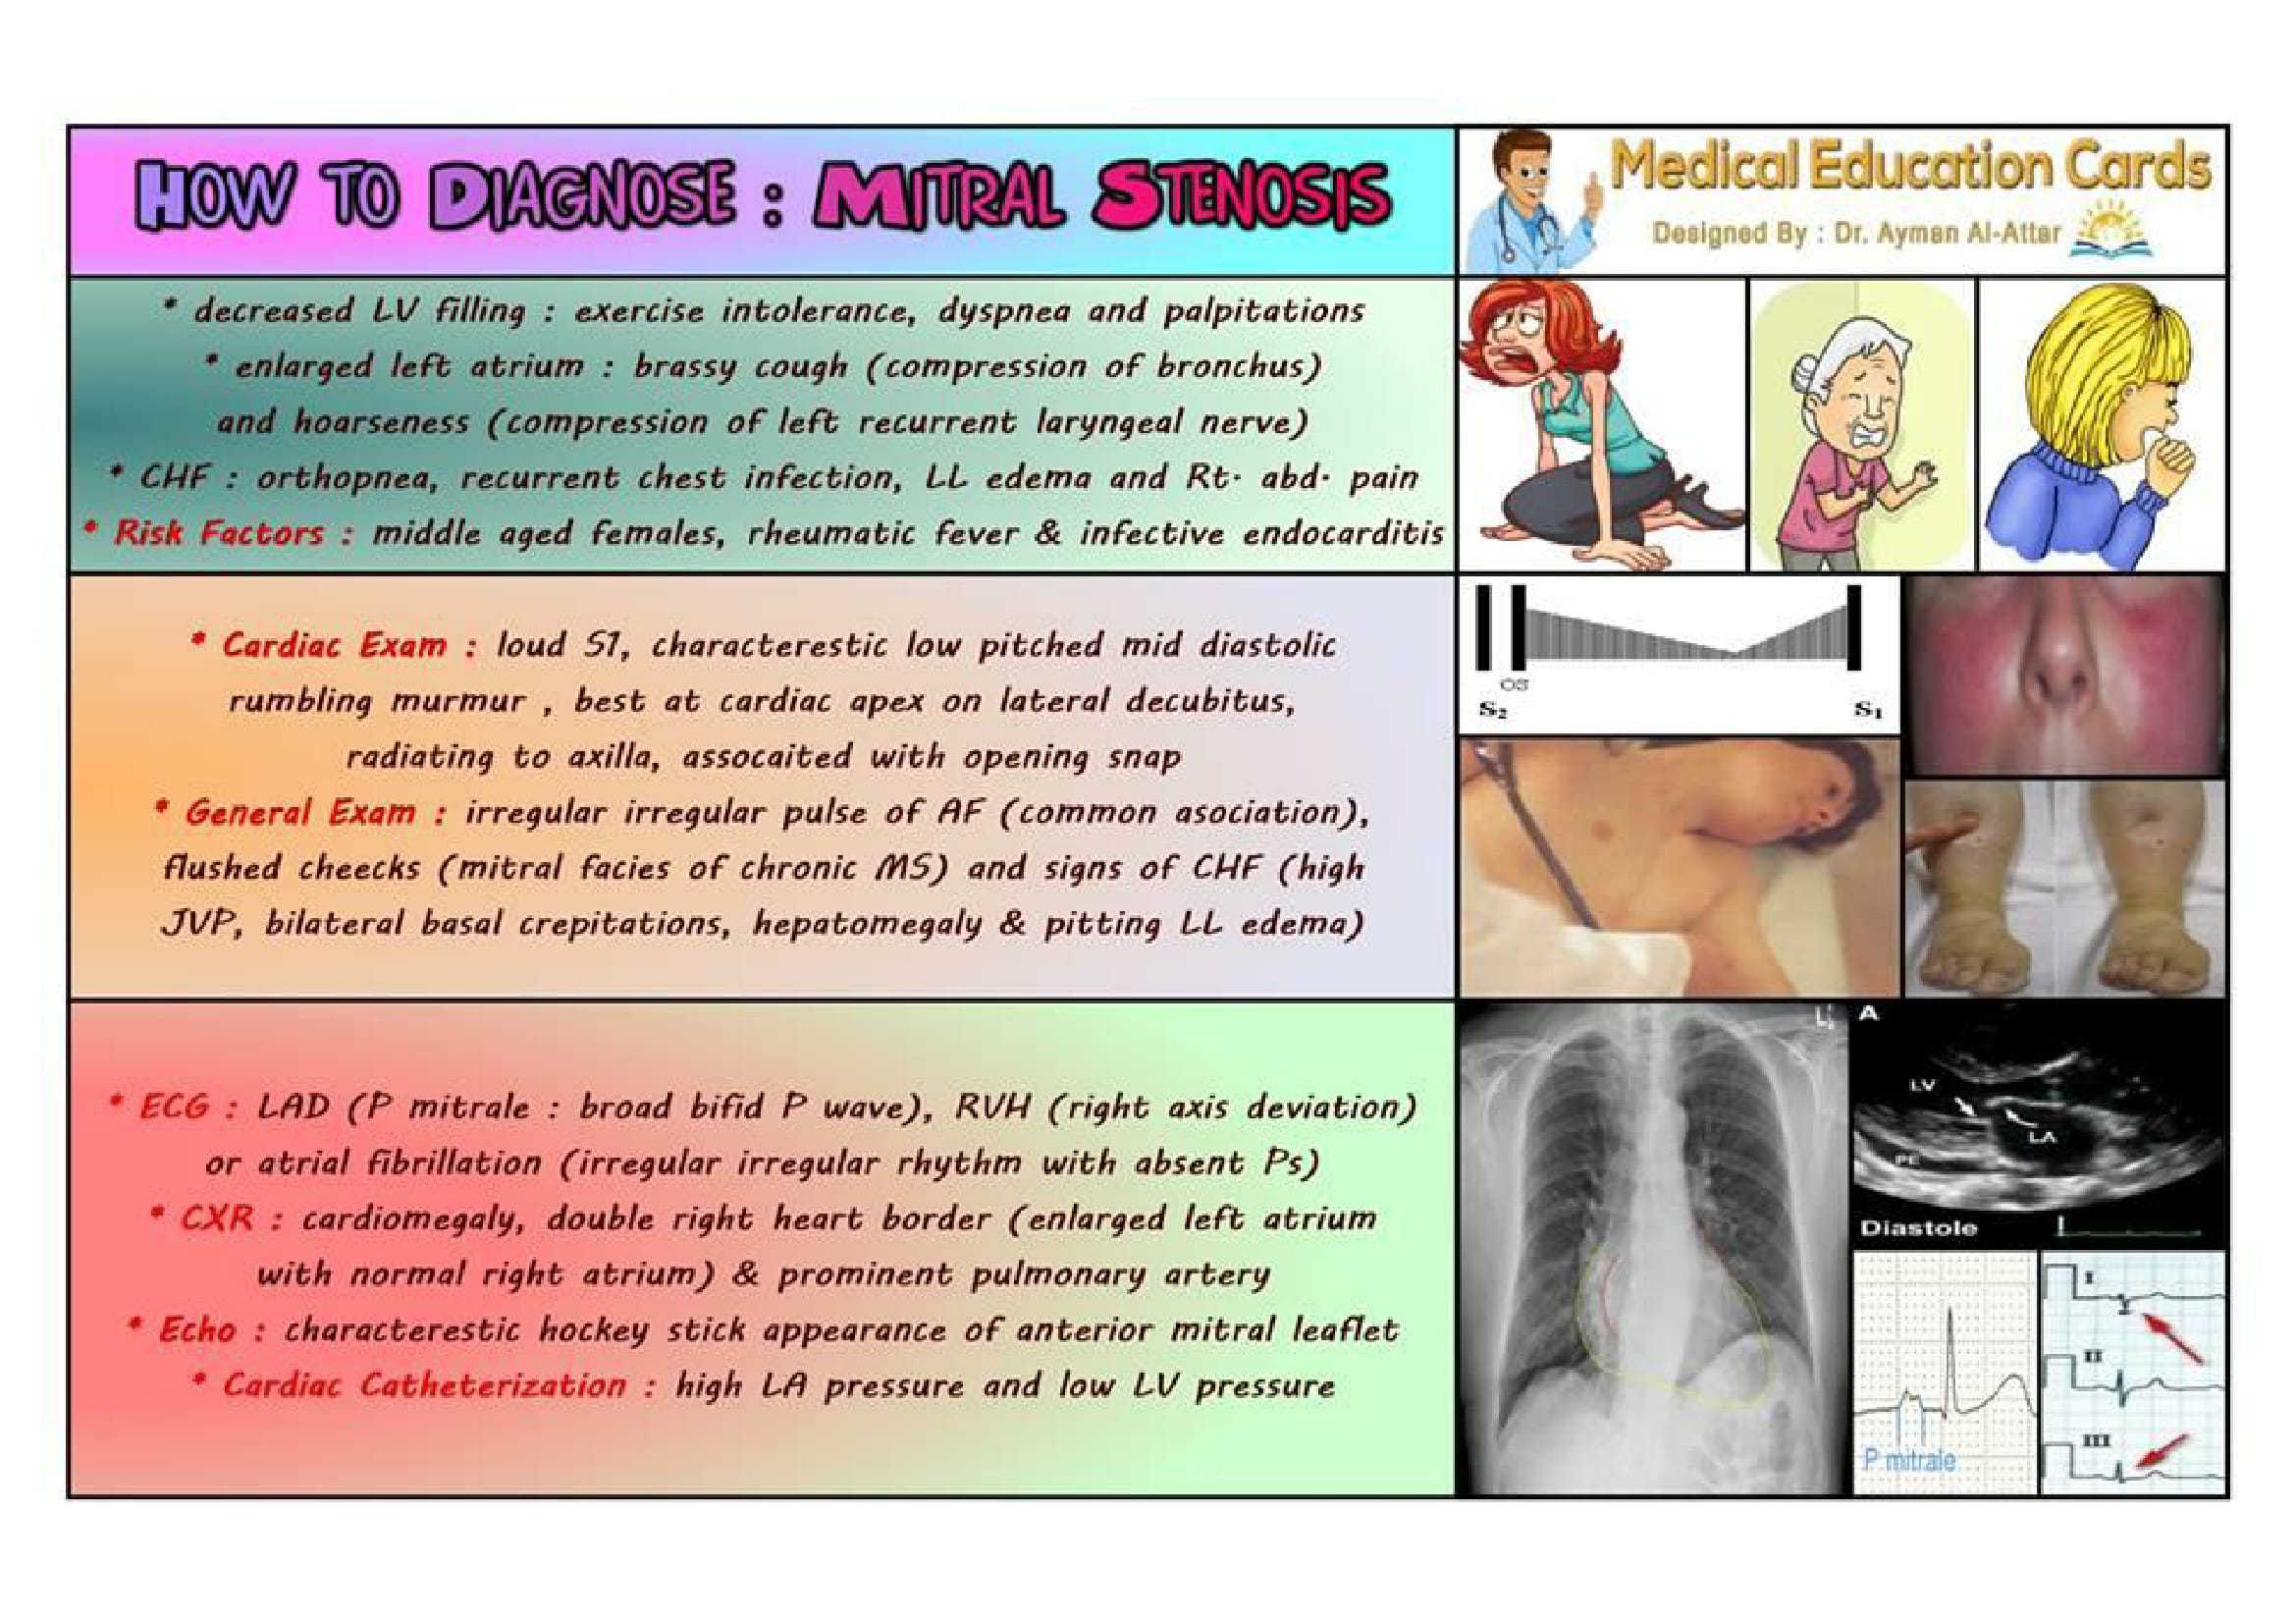 HOW TO DIAGNOSE : MITRAL STENOSIS
Medical Education Cards
Designed By : Dr. Ayman Al-Attar
* decreased LV filling : exercise intolerance, dyspnea and palpitations
* enlarged left atrium : brassy cough (compression of bronchus)
and hoarseness (compression of left recurrent laryngeal nerve)
* CHF : orthopnea, recurrent chest infection, LL edema and Rt. abd. pain
* Risk Factors : middle aged females, rheumatic fever & infective endocarditis
* Cardiac Exam : loud S1, characterestic low pitched mid diastolic
rumbling murmur , best at cardiac apex on lateral decubitus,
radiating to axilla, assocaited with opening snap
* General Exam : irregular irregular pulse of AF (common asociation),
flushed cheecks (mitral facies of chronic MS) and signs of CHF (high
JVP, bilateral basal crepitations, hepatomegaly & pitting LL edema)
OS
S₂
S₁
* ECG : LAD (P mitrale : broad bifid P wave), RVH (right axis deviation)
or atrial fibrillation (irregular irregular rhythm with absent Ps)
* CXR : cardiomegaly, double right heart border (enlarged left atrium
with normal right atrium) & prominent pulmonary artery
* Echo : characterestic hockey stick appearance of anterior mitral leaflet
* Cardiac Catheterization : high LA pressure and low LV pressure
L
A
LV
LA
PE
Diastole
P mitrale
I
II
III